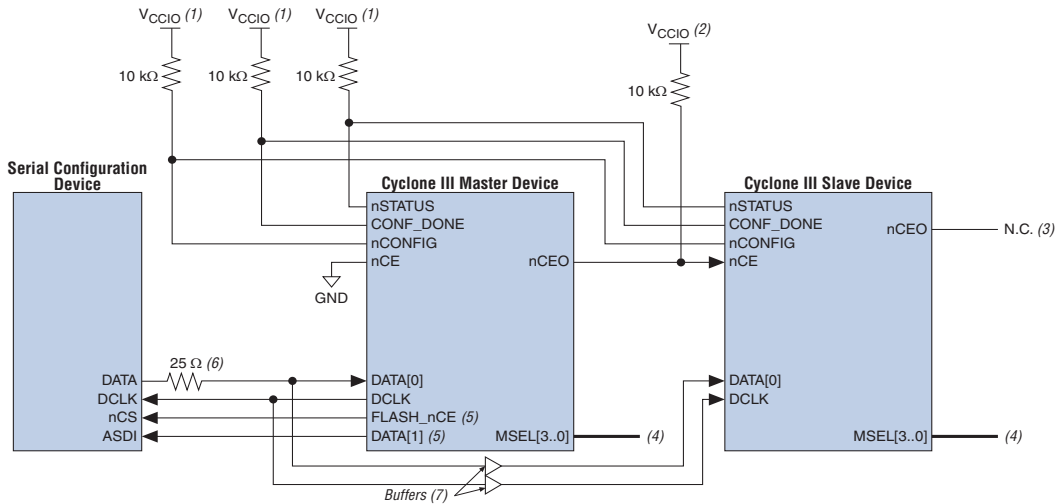 VCCIO (1)
VCCIO (1)
VCCIO (1)
VCCIO (2)
10 kΩ
10 kΩ
10 kΩ
10 kΩ
Serial Configuration
Device
DATA
DCLK
nCS
ASDI
25 Ω (6)
Cyclone III Master Device
nSTATUS
CONF_DONE
nCONFIG
nCE
GND
nCEO
DATA[0]
DCLK
FLASH_nCE (5)
DATA[1] (5)
MSEL[3..0]
(4)
Buffers (7)
Cyclone III Slave Device
nSTATUS
CONF_DONE
nCONFIG
nCE
nCEO
N.C. (3)
DATA[0]
DCLK
MSEL[3..0]
(4)